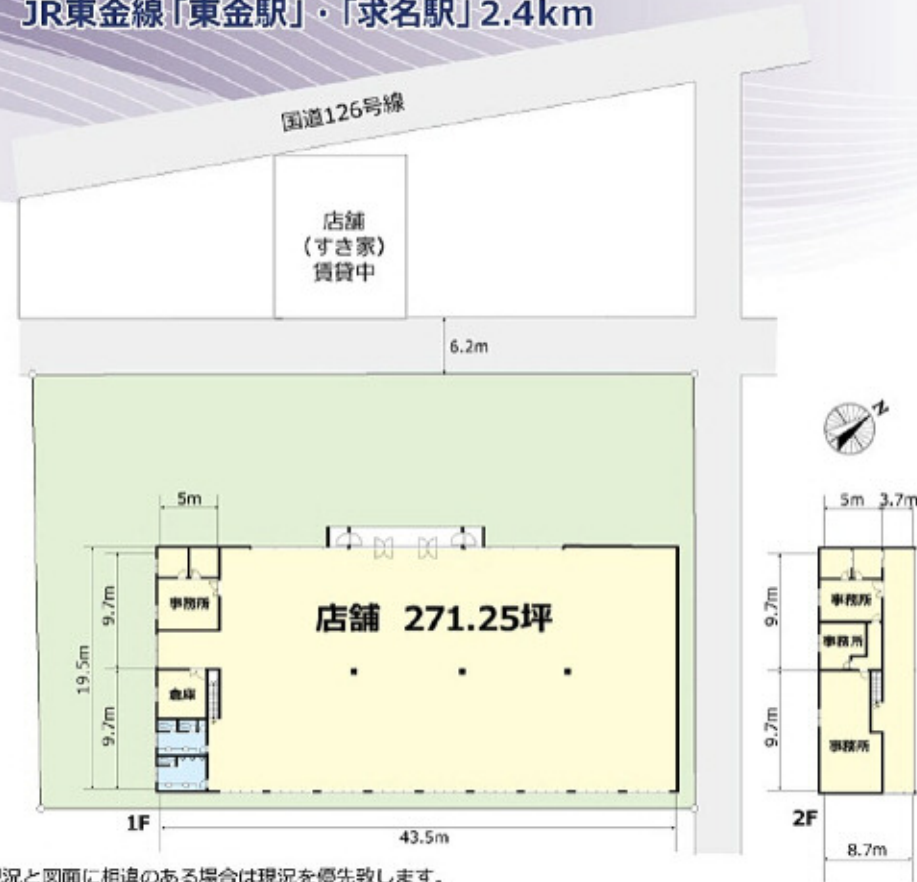 JR東金線「東金駅」・「求名駅」2.4km
国道126号線
店舗
（すき家）
賃貸中
6.2m
N
5m
5m
3.7m
事務所
店舗 271.25坪
9.7m
19.5m
9.7m
倉庫
事務所
事務所
9.7m
9.7m
事務所
1F
43.5m
2F
8.7m
現況と図面に相違のある場合は現況を優先致します。